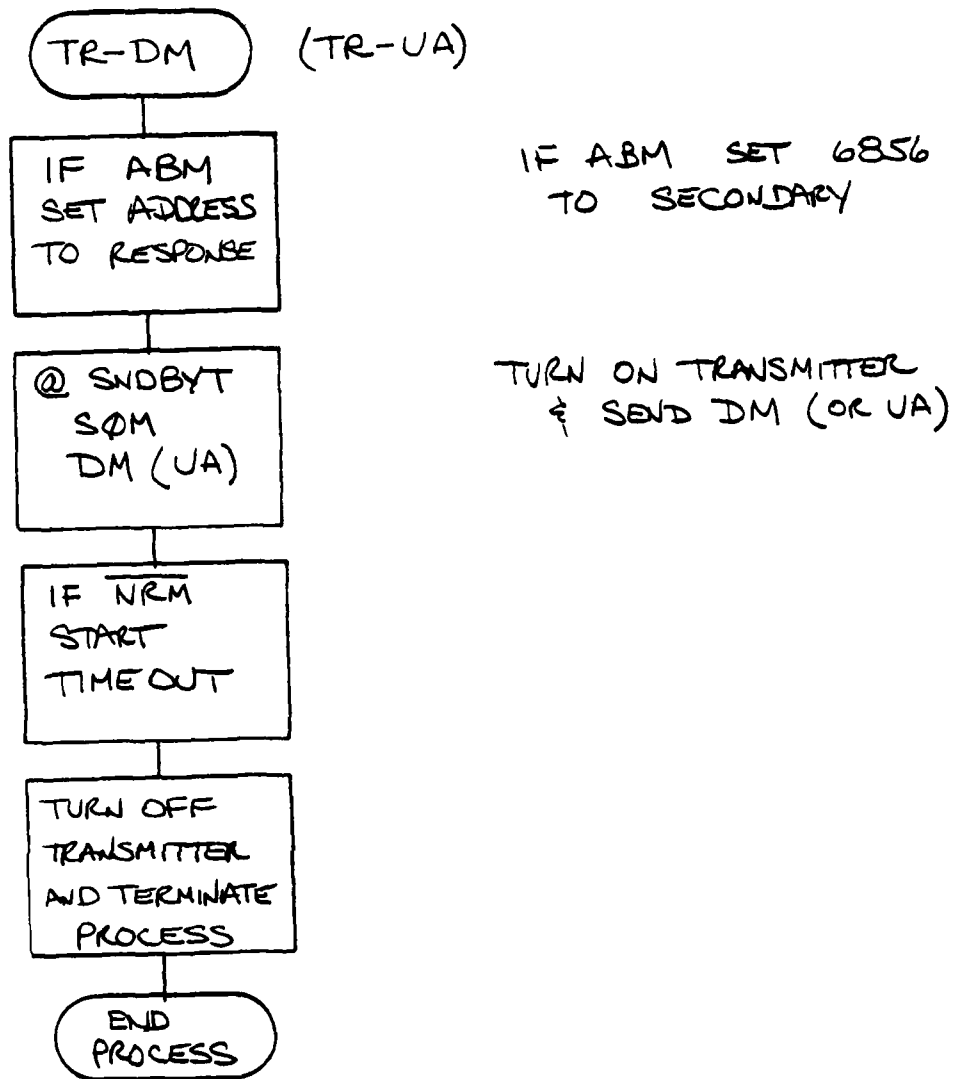 TR-DM (TR-UA)
IF ABM
SET ADDRESS
TO RESPONSE
IF ABM SET 6856
TO SECONDARY
@ SNDBYT
SØM
DM (UA)
TURN ON TRANSMITTER
& SEND DM (OR UA)
IF N̅R̅M̅
START
TIMEOUT
TURN OFF
TRANSMITTER
AND TERMINATE
PROCESS
END
PROCESS